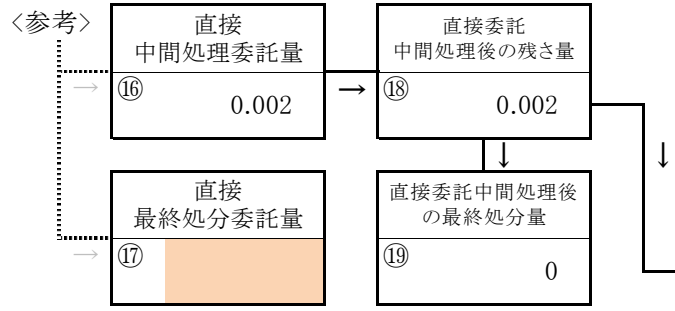 〈参考〉
直接
中間処理委託量
→
⑯
0.002
→
直接委託
中間処理後の残さ量
⑱
0.002
↓
↓
直接
最終処分委託量
→
⑰
直接委託中間処理後
の最終処分量
⑲
0